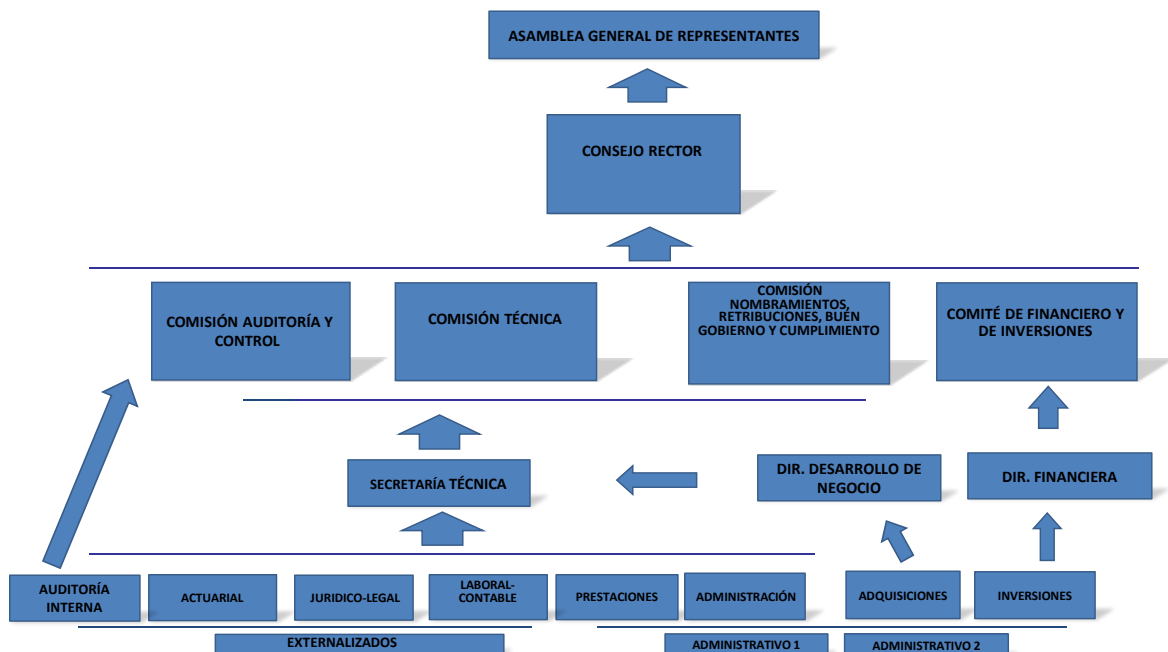 ASAMBLEA GENERAL DE REPRESENTANTES
CONSEJO RECTOR
COMISIÓN AUDITORÍA Y
CONTROL
COMISIÓN TÉCNICA
COMISIÓN
NOMBRAMIENTOS,
RETRIBUCIONES, BUEN
GOBIERNO Y CUMPLIMIENTO
COMITÉ DE FINANCIERO Y
DE INVERSIONES
SECRETARÍA TÉCNICA
DIR. DESARROLLO DE
NEGOCIO
DIR. FINANCIERA
AUDITORÍA
INTERNA
ACTUARIAL
JURIDICO-LEGAL
LABORAL-
CONTABLE
PRESTACIONES
ADMINISTRACIÓN
ADQUISICIONES
INVERSIONES
EXTERNALIZADOS
ADMINISTRATIVO 1
ADMINISTRATIVO 2